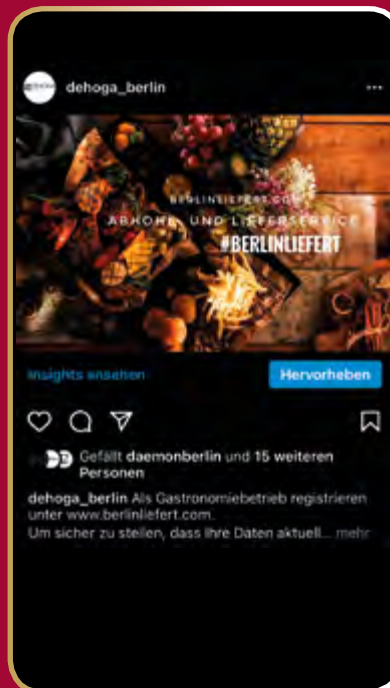 dehoga_berlin
BERLINLIEFERT.COM
ABHOHL- UND LIEFERSERVICE
#BERLINLIEFERT
Insights ansehen
Hervorheben
Gefällt daemonberlin und 15 weiteren
Personen
dehoga_berlin Als Gastronomiebetrieb registrieren
unter www.berlinliefert.com.
Um sicher zu stellen, dass Ihre Daten aktuell... mehr